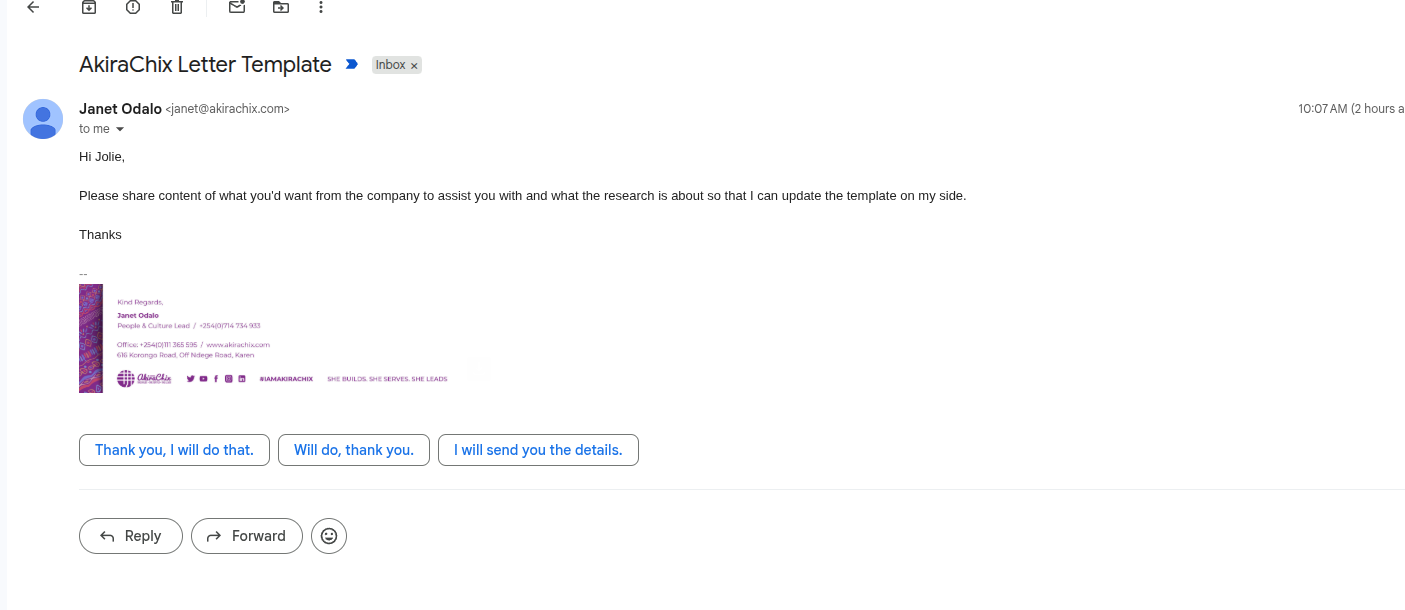 AkiraChix Letter Template Inbox ×
Janet Odalo <janet@akirachix.com> 10:07 AM (2 hours a
to me
Hi Jolie,
Please share content of what you'd want from the company to assist you with and what the research is about so that I can update the template on my side.
Thanks
--
Kind Regards,
Janet Odalo
People & Culture Lead / +254(0)714 734 933
Office: +254(0)111 365 595 / www.akirachix.com
616 Korongo Road, Off Ndege Road, Karen
AkiraChix #IAMAKIRACHIX SHE BUILDS. SHE SERVES. SHE LEADS
Thank you, I will do that. Will do, thank you. I will send you the details.
Reply Forward